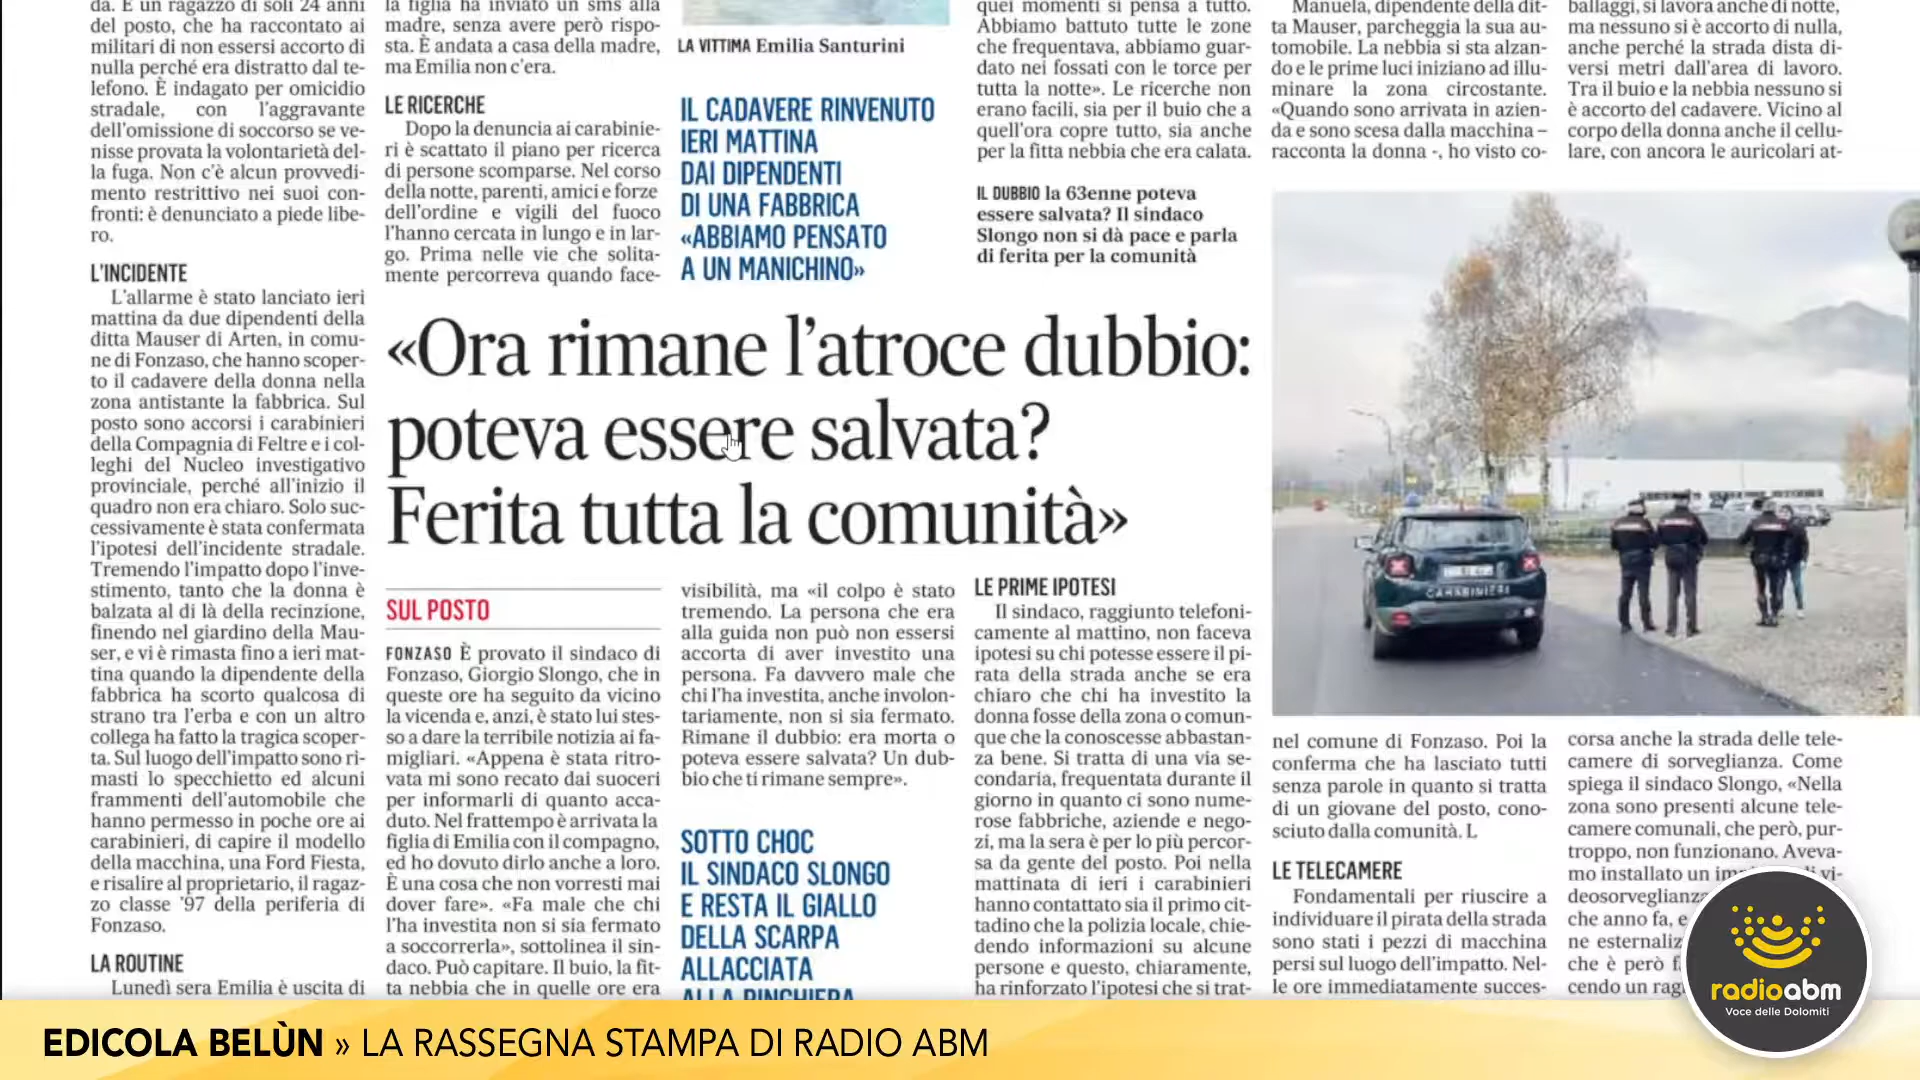 da. È un ragazzo di soli 24 anni
del posto, che ha raccontato ai
militari di non essersi accorto di
nulla perché era distratto dal te-
lefono. È indagato per omicidio
stradale, con l'aggravante
dell'omissione di soccorso se ve-
nisse provata la volontarietà del-
la fuga. Non c'è alcun provvedi-
mento restrittivo nei suoi con-
fronti: è denunciato a piede libe-
ro.
L'INCIDENTE
L'allarme è stato lanciato ieri
mattina da due dipendenti della
ditta Mauser di Arten, in comu-
ne di Fonzaso, che hanno scoper-
to il cadavere della donna nella
zona antistante la fabbrica. Sul
posto sono accorsi i carabinieri
della Compagnia di Feltre e i col-
leghi del Nucleo investigativo
provinciale, perché all'inizio il
quadro non era chiaro. Solo suc-
cessivamente è stata confermata
l'ipotesi dell'incidente stradale.
Tremendo l'impatto dopo l'inve-
stimento, tanto che la donna è
balzata al di là della recinzione,
finendo nel giardino della Mau-
ser, e vi è rimasta fino a ieri mat-
tina quando la dipendente della
fabbrica ha scorto qualcosa di
strano tra l'erba e con un altro
collega ha fatto la tragica scoper-
ta. Sul luogo dell'impatto sono ri-
masti lo specchietto ed alcuni
frammenti dell'automobile che
hanno permesso in poche ore ai
carabinieri, di capire il modello
della macchina, una Ford Fiesta,
e risalire al proprietario, il ragaz-
zo classe '97 della periferia di
Fonzaso.
LA ROUTINE
Lunedì sera Emilia è uscita di
la figlia ha inviato un sms alla
madre, senza avere però rispo-
sta. È andata a casa della madre,
ma Emilia non c'era.
LE RICERCHE
Dopo la denuncia ai carabinie-
ri è scattato il piano per ricerca
di persone scomparse. Nel corso
della notte, parenti, amici e forze
dell'ordine e vigili del fuoco
l'hanno cercata in lungo e in lar-
go. Prima nelle vie che solita-
mente percorreva quando face-
LA VITTIMA Emilia Santurini
IL CADAVERE RINVENUTO
IERI MATTINA
DAI DIPENDENTI
DI UNA FABBRICA
«ABBIAMO PENSATO
A UN MANICHINO»
quei momenti si pensa a tutto.
Abbiamo battuto tutte le zone
che frequentava, abbiamo guar-
dato nei fossati con le torce per
tutta la notte». Le ricerche non
erano facili, sia per il buio che a
quell'ora copre tutto, sia anche
per la fitta nebbia che era calata.
IL DUBBIO la 63enne poteva
essere salvata? Il sindaco
Slongo non si dà pace e parla
di ferita per la comunità
Manuela, dipendente della dit-
ta Mauser, parcheggia la sua au-
tomobile. La nebbia si sta alzan-
do e le prime luci iniziano ad illu-
minare la zona circostante.
«Quando sono arrivata in azien-
da e sono scesa dalla macchina –
racconta la donna -, ho visto co-
ballaggi, si lavora anche di notte,
ma nessuno si è accorto di nulla,
anche perché la strada dista di-
versi metri dall'area di lavoro.
Tra il buio e la nebbia nessuno si
è accorto del cadavere. Vicino al
corpo della donna anche il cellu-
lare, con ancora le auricolari at-
«Ora rimane l'atroce dubbio:
poteva essere salvata?
Ferita tutta la comunità»
SUL POSTO
FONZASO È provato il sindaco di
Fonzaso, Giorgio Slongo, che in
queste ore ha seguito da vicino
la vicenda e, anzi, è stato lui stes-
so a dare la terribile notizia ai fa-
migliari. «Appena è stata ritro-
vata mi sono recato dai suoceri
per informarli di quanto acca-
duto. Nel frattempo è arrivata la
figlia di Emilia con il compagno,
ed ho dovuto dirlo anche a loro.
È una cosa che non vorresti mai
dover fare». «Fa male che chi
l'ha investita non si sia fermato
a soccorrerla», sottolinea il sin-
daco. Può capitare. Il buio, la fit-
ta nebbia che in quelle ore era
visibilità, ma «il colpo è stato
tremendo. La persona che era
alla guida non può non essersi
accorta di aver investito una
persona. Fa davvero male che
chi l'ha investita, anche involon-
tariamente, non si sia fermato.
Rimane il dubbio: era morta o
poteva essere salvata? Un dub-
bio che ti rimane sempre».
SOTTO CHOC
IL SINDACO SLONGO
E RESTA IL GIALLO
DELLA SCARPA
ALLACCIATA
ALLA RINGHIERA
LE PRIME IPOTESI
Il sindaco, raggiunto telefoni-
camente al mattino, non faceva
ipotesi su chi potesse essere il pi-
rata della strada anche se era
chiaro che chi ha investito la
donna fosse della zona o comun-
que che la conoscesse abbastan-
za bene. Si tratta di una via se-
condaria, frequentata durante il
giorno in quanto ci sono nume-
rose fabbriche, aziende e nego-
zi, ma la sera è per lo più percor-
sa da gente del posto. Poi nella
mattinata di ieri i carabinieri
hanno contattato sia il primo cit-
tadino che la polizia locale, chie-
dendo informazioni su alcune
persone e questo, chiaramente,
ha rinforzato l'ipotesi che si trat-
CARABINIERI
nel comune di Fonzaso. Poi la
conferma che ha lasciato tutti
senza parole in quanto si tratta
di un giovane del posto, cono-
sciuto dalla comunità. L
LE TELECAMERE
Fondamentali per riuscire a
individuare il pirata della strada
sono stati i pezzi di macchina
persi sul luogo dell'impatto. Nel-
le ore immediatamente succes-
corsa anche la strada delle tele-
camere di sorveglianza. Come
spiega il sindaco Slongo, «Nella
zona sono presenti alcune tele-
camere comunali, che però, pur-
troppo, non funzionano. Aveva-
mo installato un im di vi-
deosorveglianz
che anno fa, e
ne esternaliz
che è però f
cendo un rag
radioabm
Voce delle Dolomiti
EDICOLA BELÙN » LA RASSEGNA STAMPA DI RADIO ABM